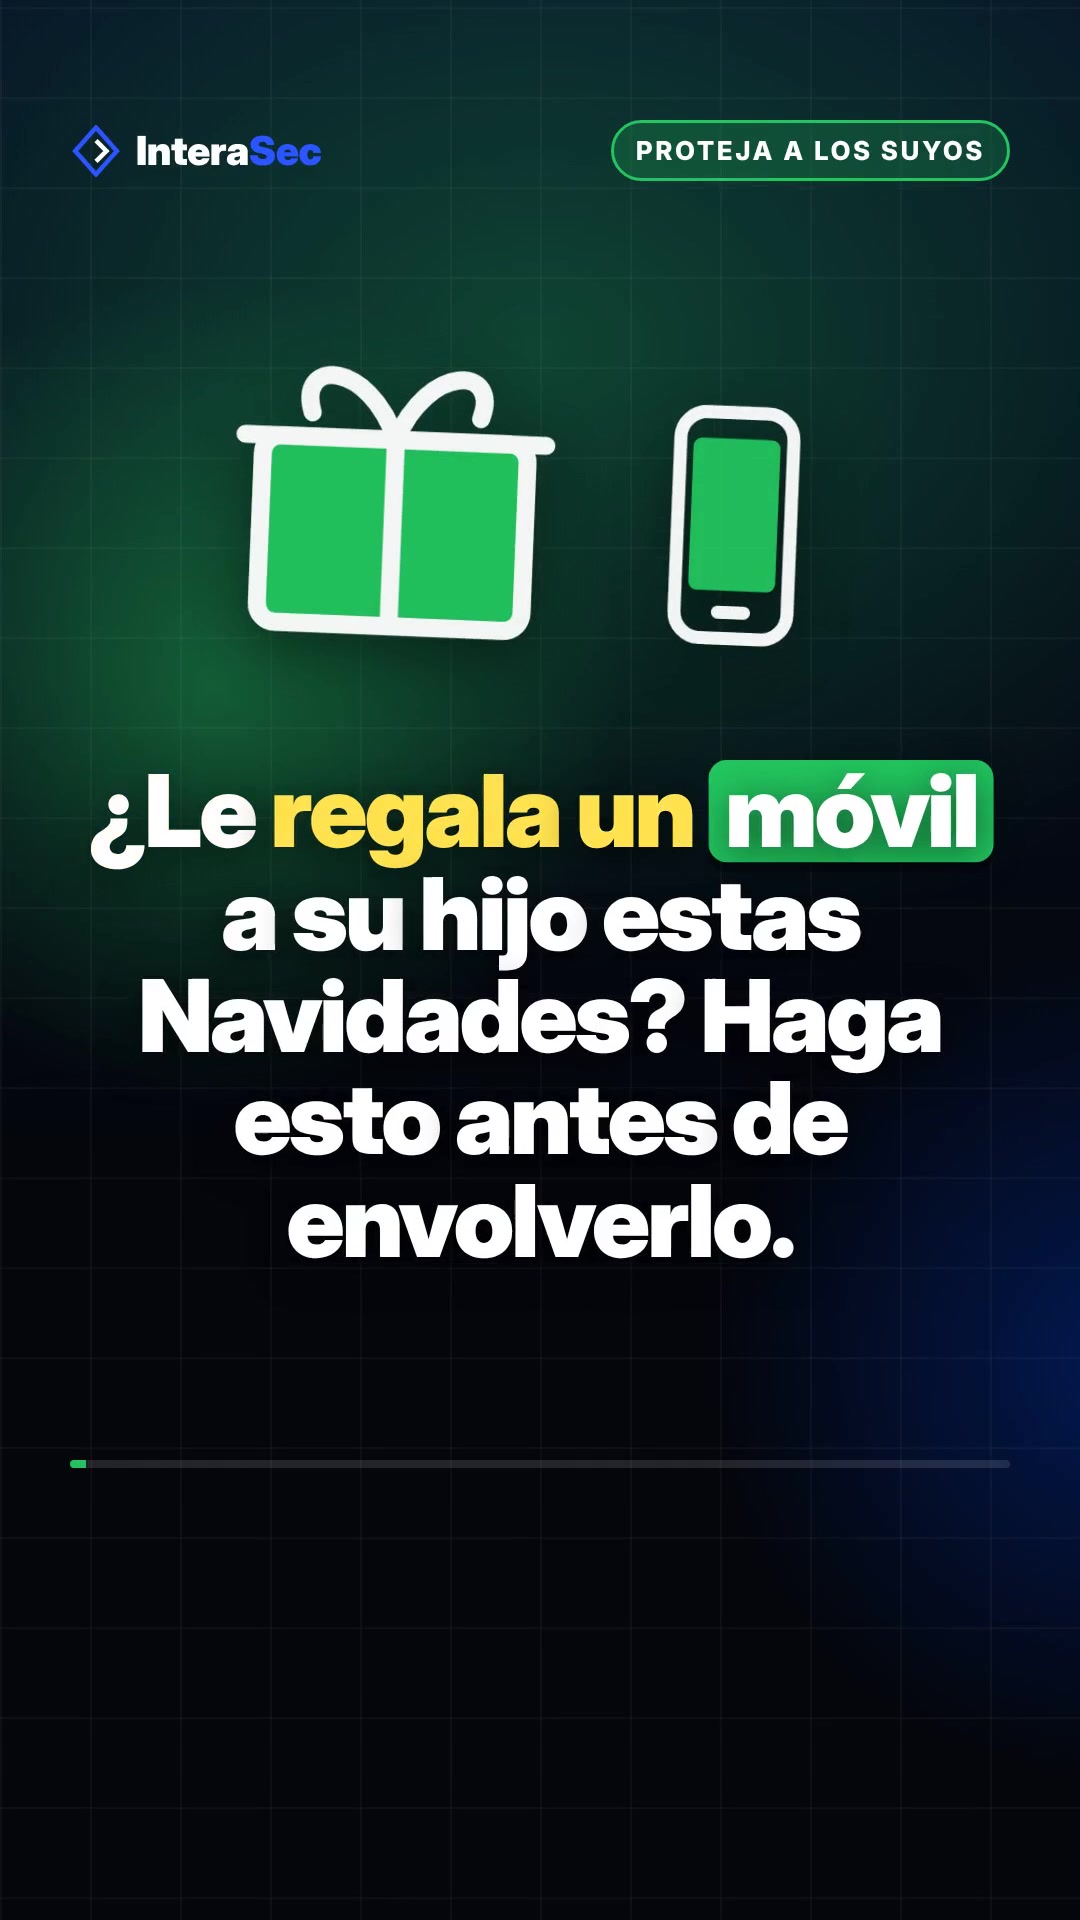 InteraSec
PROTEJA A LOS SUYOS
¿Le regala un móvil
a su hijo estas
Navidades? Haga
esto antes de
envolverlo.